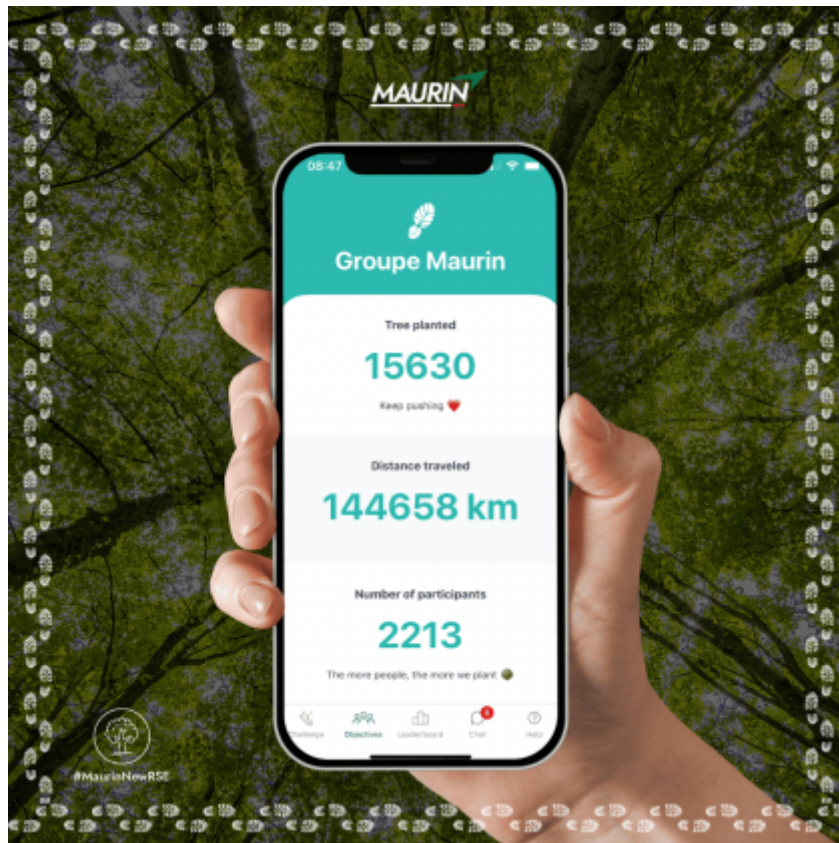 MAURIN
08:47
Groupe Maurin
Tree planted
15630
Keep pushing
Distance traveled
144658 km
Number of participants
2213
The more people, the more we plant
Challenge Objectives Leaderboard Chat Help
#MaurinNewRSE